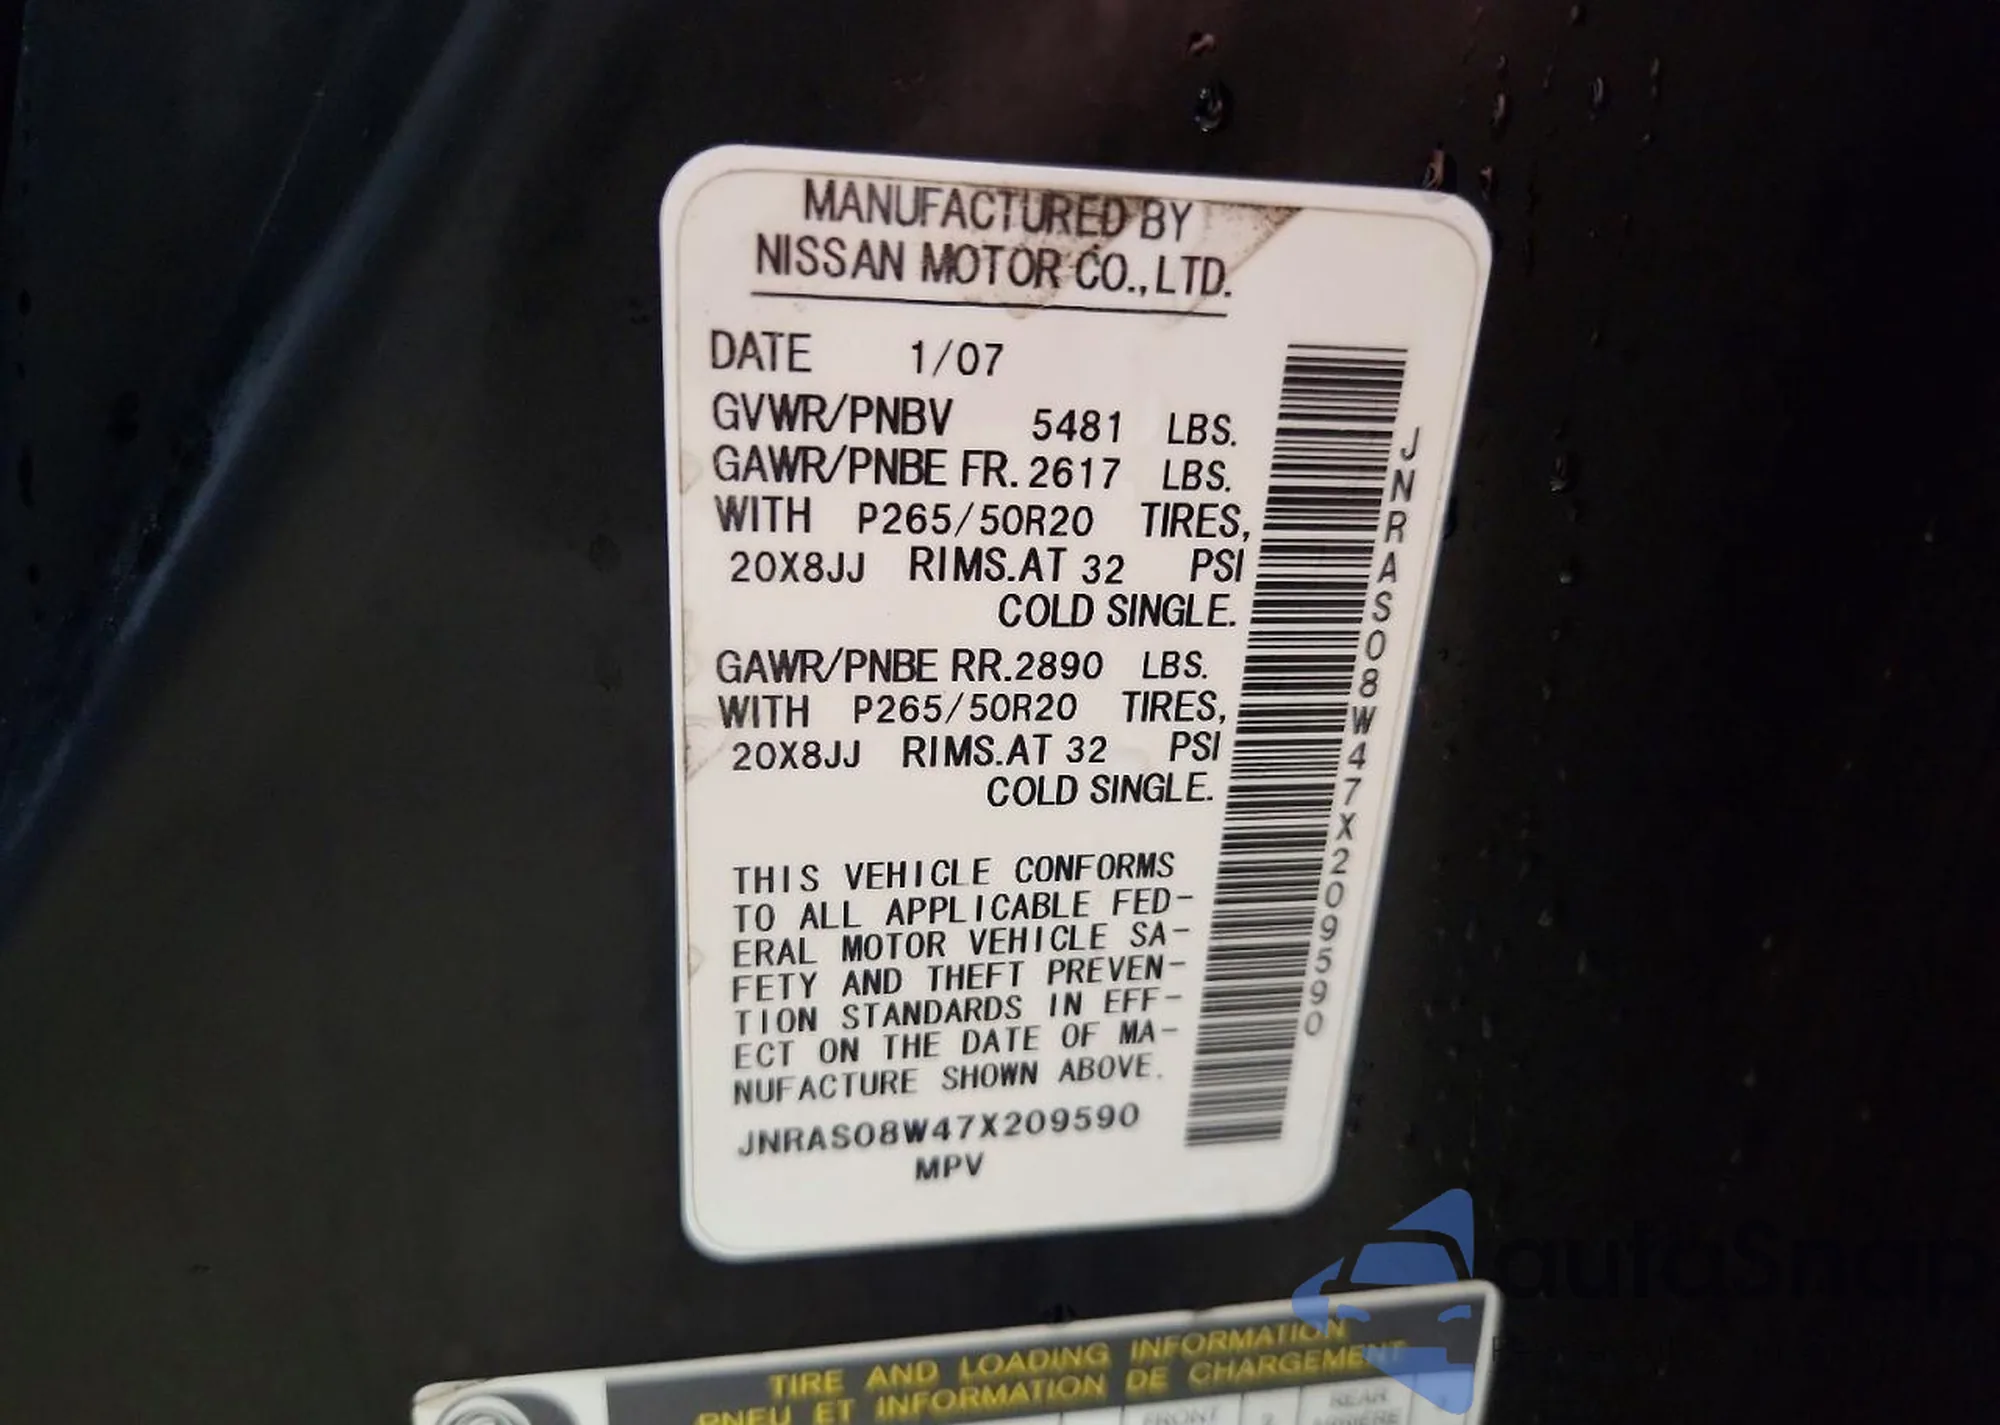 MANUFACTURED BY
NISSAN MOTOR CO., LTD.
DATE 1/07
GVWR/PNBV 5481 LBS.
GAWR/PNBE FR. 2617 LBS.
WITH P265/50R20 TIRES,
20X8JJ RIMS.AT 32 PSI
COLD SINGLE.
GAWR/PNBE RR. 2890 LBS.
WITH P265/50R20 TIRES,
20X8JJ RIMS.AT 32 PSI
COLD SINGLE.
THIS VEHICLE CONFORMS
TO ALL APPLICABLE FED-
ERAL MOTOR VEHICLE SA-
FETY AND THEFT PREVEN-
TION STANDARDS IN EFF-
ECT ON THE DATE OF MA-
NUFACTURE SHOWN ABOVE.
JNRAS08W47X209590
MPV
JNRAS08W47X209590
TIRE AND LOADING INFORMATION
PNEU ET INFORMATION DE CHARGEMENT
FRONT REAR
ARRIÈRE
autosnap